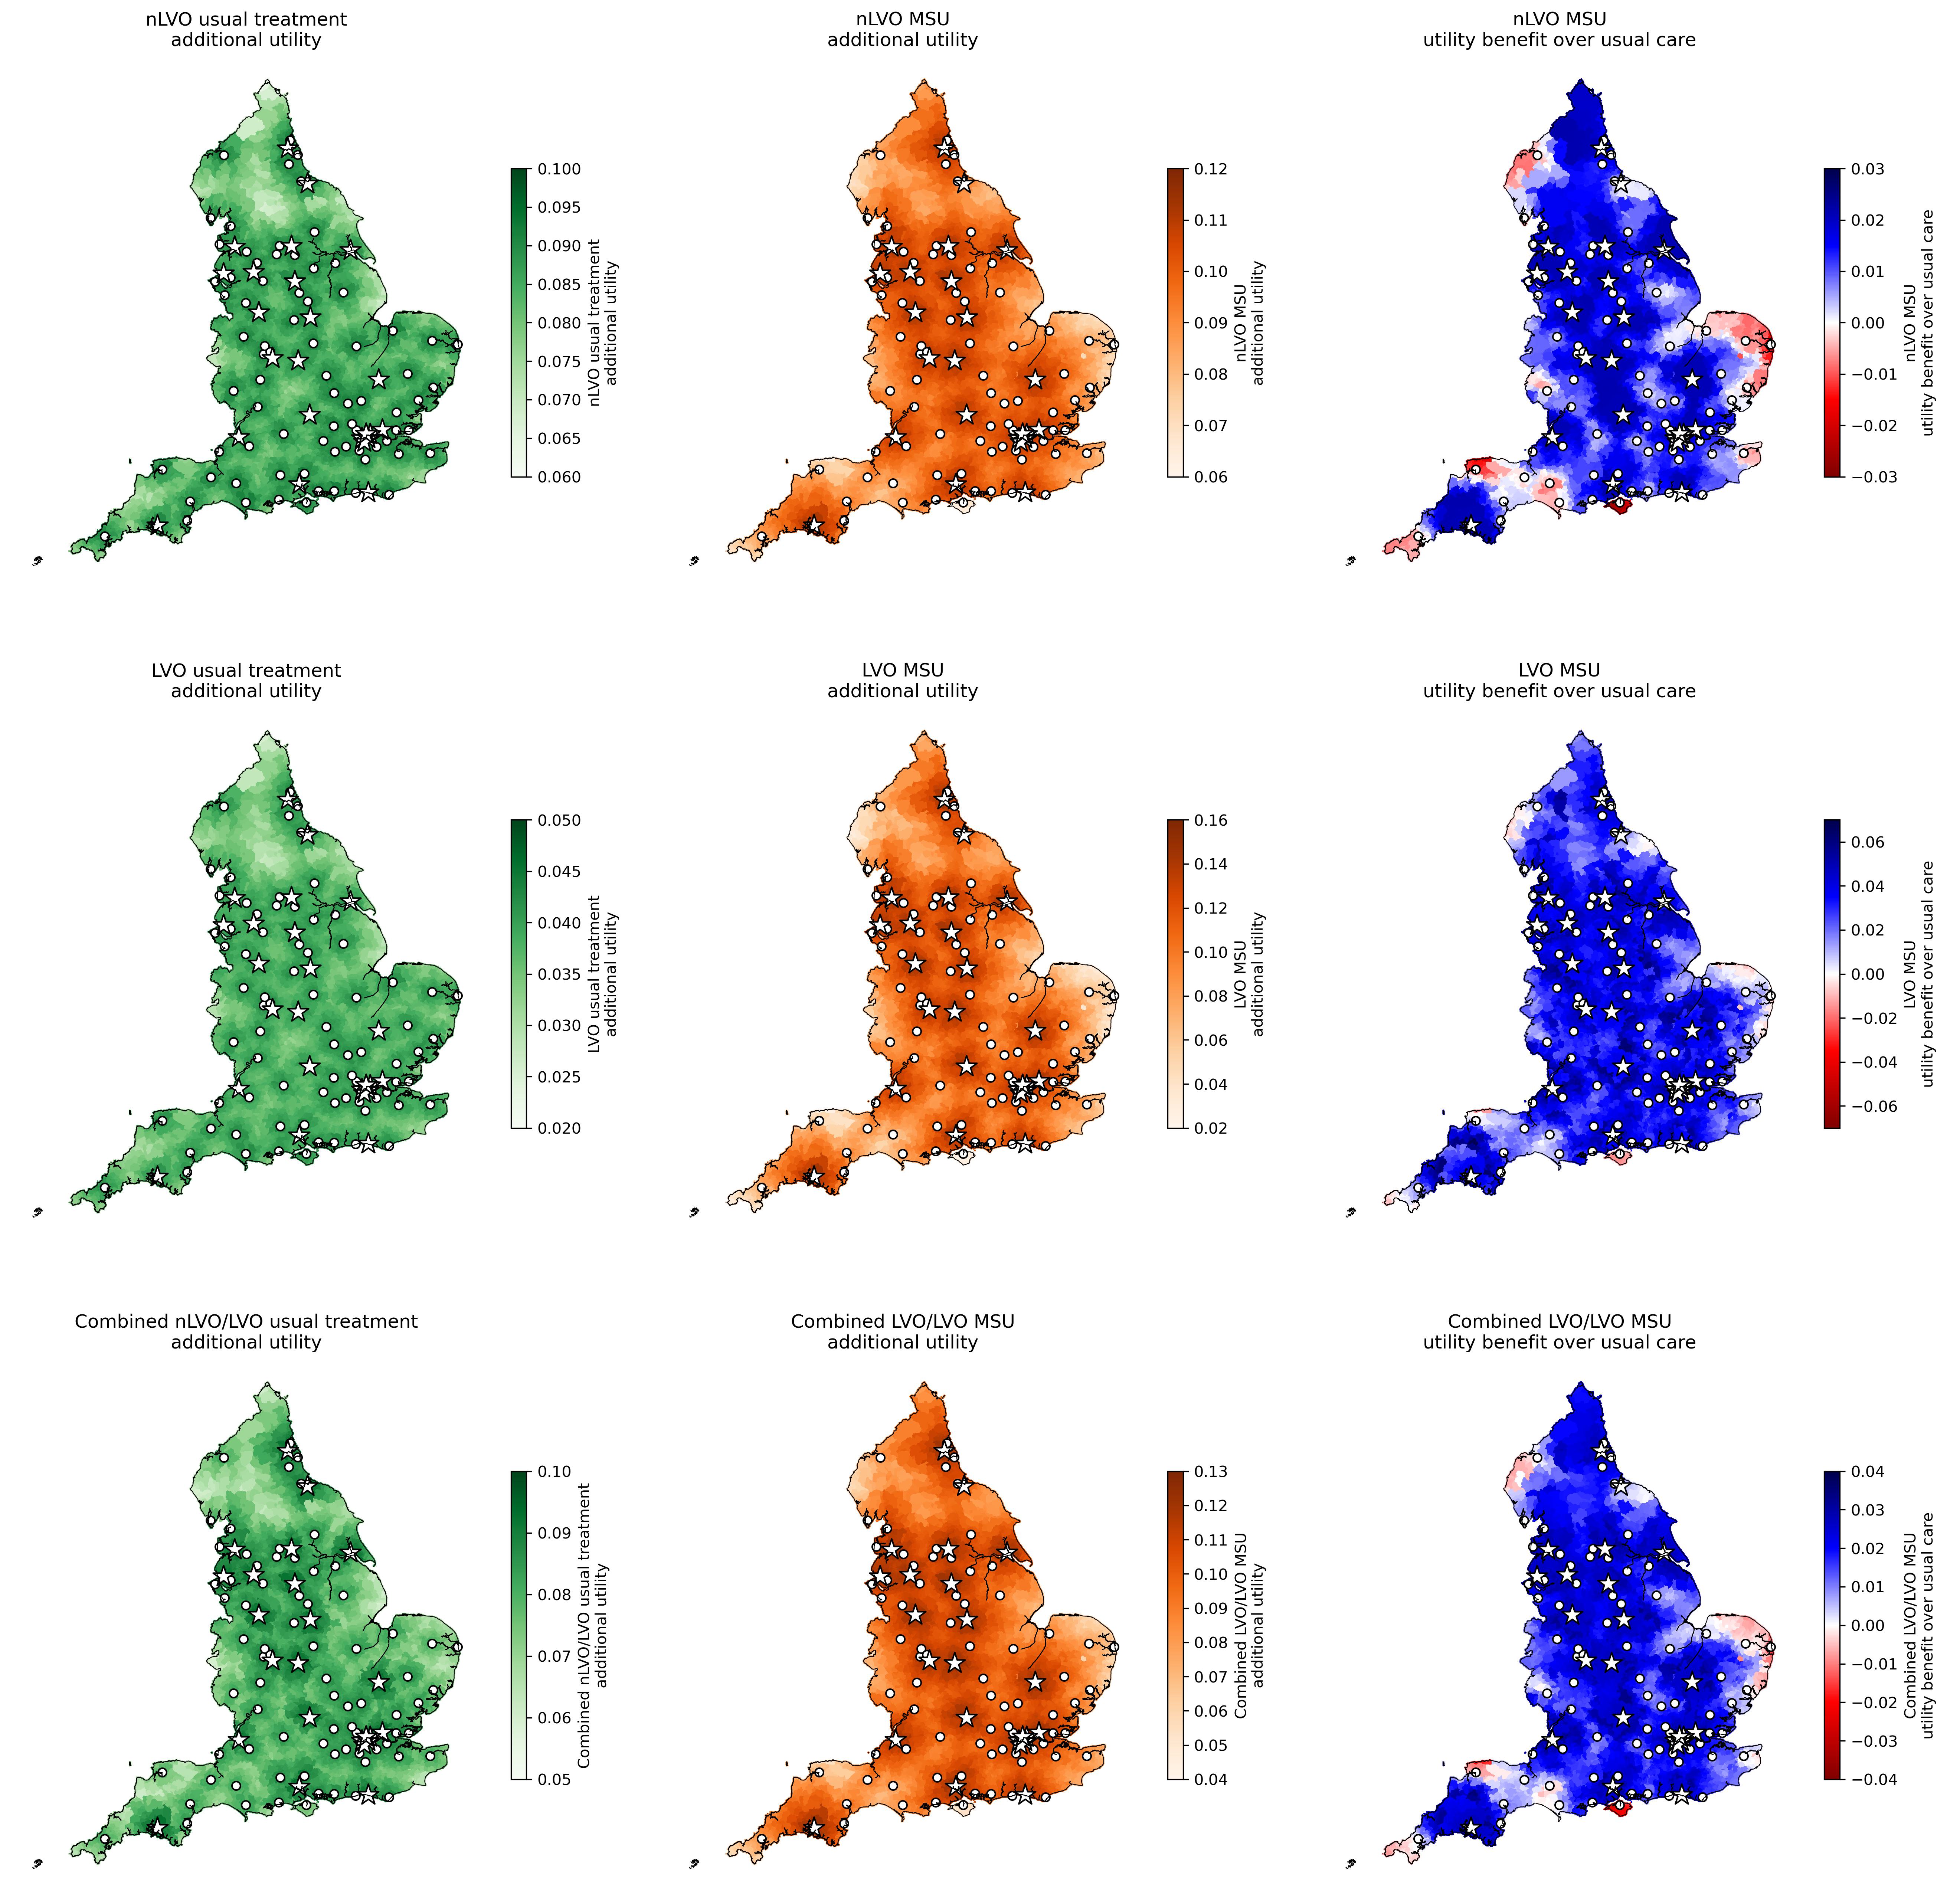 nLVO usual treatment
additional utility
nLVO MSU
additional utility
nLVO MSU
utility benefit over usual care
0.100
0.095
0.090
0.085
0.080
0.075
0.070
0.065
0.060
nLVO usual treatment
additional utility
0.12
0.11
0.10
0.09
0.08
0.07
0.06
nLVO MSU
additional utility
0.03
0.02
0.01
0.00
−0.01
−0.02
−0.03
nLVO MSU
utility benefit over usual care
LVO usual treatment
additional utility
LVO MSU
additional utility
LVO MSU
utility benefit over usual care
0.050
0.045
0.040
0.035
0.030
0.025
0.020
LVO usual treatment
additional utility
0.16
0.14
0.12
0.10
0.08
0.06
0.04
0.02
LVO MSU
additional utility
0.06
0.04
0.02
0.00
−0.02
−0.04
−0.06
LVO MSU
utility benefit over usual care
Combined nLVO/LVO usual treatment
additional utility
Combined LVO/LVO MSU
additional utility
Combined LVO/LVO MSU
utility benefit over usual care
0.10
0.09
0.08
0.07
0.06
0.05
Combined nLVO/LVO usual treatment
additional utility
0.13
0.12
0.11
0.10
0.09
0.08
0.07
0.06
0.05
0.04
Combined LVO/LVO MSU
additional utility
0.04
0.03
0.02
0.01
0.00
−0.01
−0.02
−0.03
−0.04
Combined LVO/LVO MSU
utility benefit over usual care